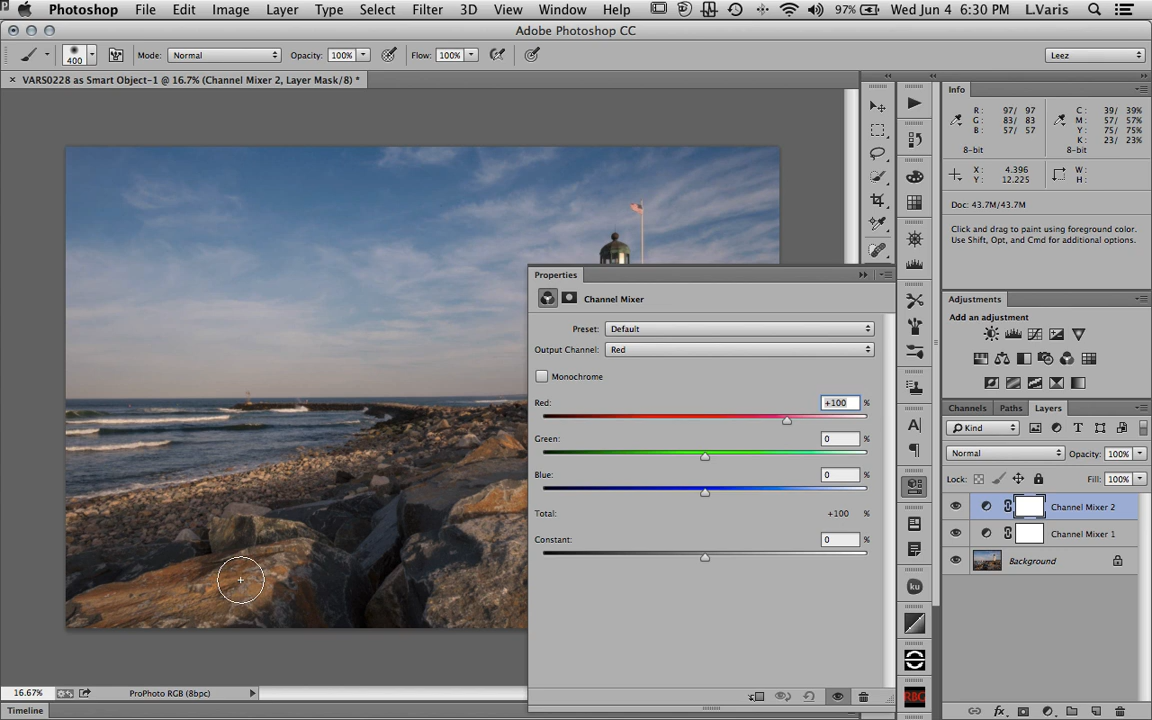 Photoshop File Edit Image Layer Type Select Filter 3D View Window Help 97% Wed Jun 4 6:30 PM L.Varis
Adobe Photoshop CC
400 Mode: Normal Opacity: 100% Flow: 100% Leez
× VARS0228 as Smart Object-1 @ 16.7% (Channel Mixer 2, Layer Mask/8) *
Info
R: 97/ 97 C: 39/ 39%
G: 83/ 83 M: 57/ 57%
B: 57/ 57 Y: 75/ 75%
K: 23/ 23%
8-bit 8-bit
X: 4.396 W:
Y: 12.225 H:
Doc: 43.7M/43.7M
Click and drag to paint using foreground color.
Use Shift, Opt, and Cmd for additional options.
Properties
Channel Mixer
Preset: Default
Output Channel: Red
Monochrome
Red: +100 %
Green: 0 %
Blue: 0 %
Total: +100 %
Constant: 0 %
Adjustments
Add an adjustment
Channels Paths Layers
Kind T
Normal Opacity: 100%
Lock: Fill: 100%
Channel Mixer 2
Channel Mixer 1
Background
A
ku
RBG
fx
16.67% ProPhoto RGB (8bpc)
Timeline